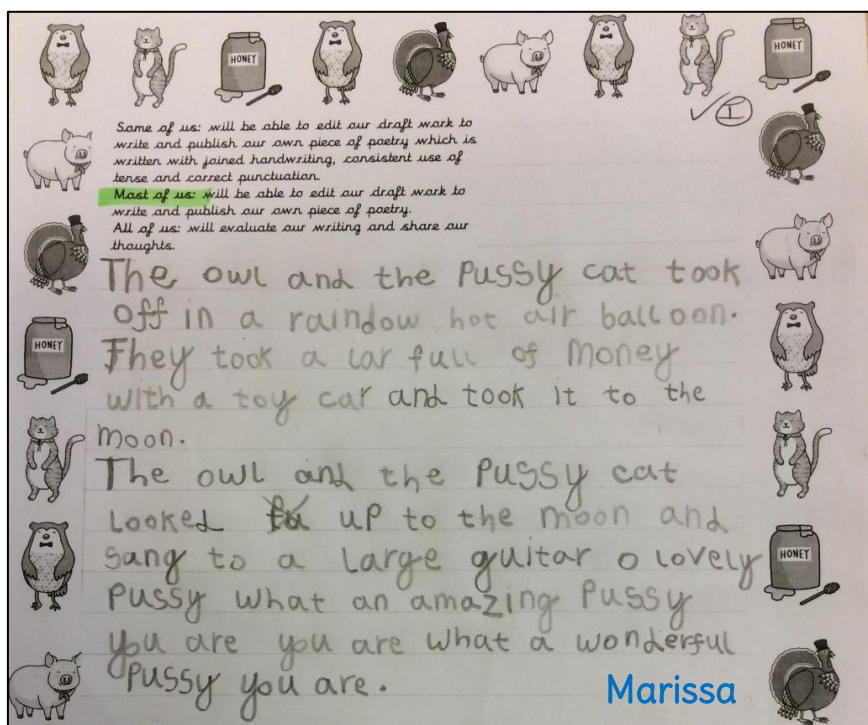 HONEY
HONEY
✓ I
Some of us: will be able to edit our draft work to
write and publish our own piece of poetry which is
written with joined handwriting, consistent use of
tense and correct punctuation.
Most of us: will be able to edit our draft work to
write and publish our own piece of poetry.
All of us: will evaluate our writing and share our
thoughts.
The owl and the pussy cat took
off in a raindow hot air balloon.
They took a lar full of money
with a toy car and took it to the
moon.
The owl and the pussy cat
looked up to the moon and
sang to a large guitar o lovely
pussy what an amazing pussy
you are you are what a wonderful
pussy you are.
HONEY
HONEY
Marissa